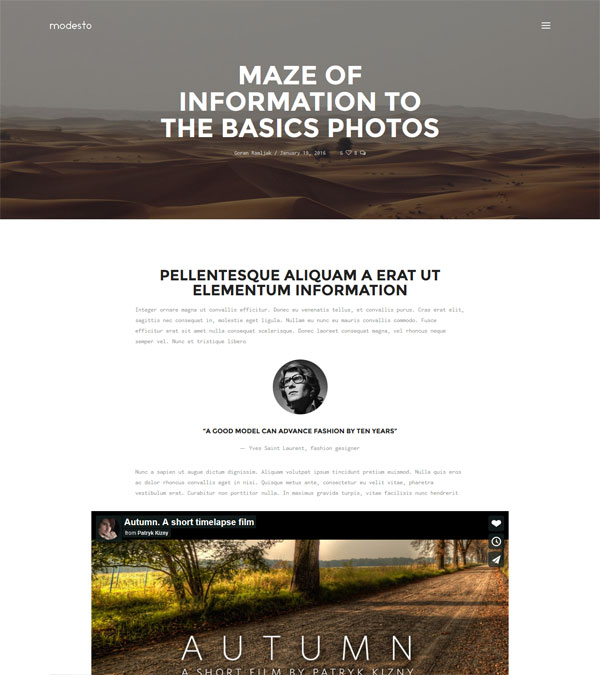 modesto
MAZE OF
INFORMATION TO
THE BASICS PHOTOS
Goran Ramljak / January 19, 2016 6 0
PELLENTESQUE ALIQUAM A ERAT UT
ELEMENTUM INFORMATION
Integer ornare magna ut convallis efficitur. Donec eu venenatis tellus, et convallis purus. Cras erat elit,
sagittis nec consequat in, molestie eget ligula. Nullam eu nunc eu mauris convallis commodo. Fusce
efficitur erat sit amet nulla consequat scelerisque. Donec laoreet consequat magna, vel rhoncus neque
semper vel. Nunc et tristique libero
"A GOOD MODEL CAN ADVANCE FASHION BY TEN YEARS"
— Yves Saint Laurent, fashion gesigner
Nunc a sapien ut augue dictum dignissim. Aliquam volutpat ipsum tincidunt pretium euismod. Nulla quis eros
ac dolor rhoncus convallis eget in nisi. Quisque metus ante, consectetur eu velit vitae, pharetra
vestibulum erat. Curabitur non porttitor nulla. In maximus gravida turpis, vitae facilisis nunc hendrerit
Autumn. A short timelapse film
from Patryk Kizny
AUTUMN
A SHORT FILM BY PATRYK KIZNY